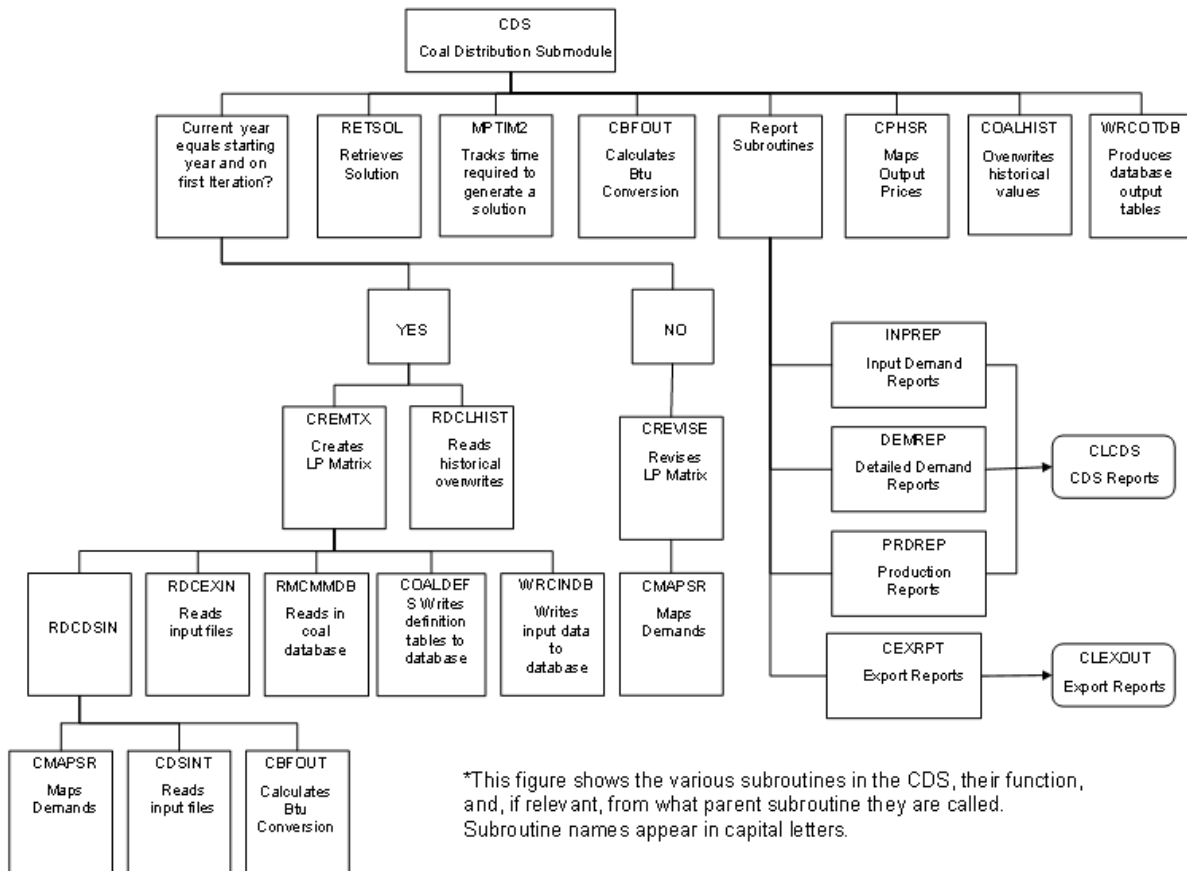 CDS
Coal Distribution Submodule
Current year
equals starting
year and on
first Iteration?
RETSOL
Retrieves
Solution
MPTIM2
Tracks time
required to
generate a
solution
CBFOUT
Calculates
Btu
Conversion
Report
Subroutines
CPHSR
Maps
Output
Prices
COALHIST
Overwrites
historical
values
WRCOTDB
Produces
database
output
tables
YES
NO
CREMTX
Creates
LP Matrix
RDCLHIST
Reads
historical
overwrites
CREVISE
Revises
LP Matrix
INPREP
Input Demand
Reports
DEMREP
Detailed Demand
Reports
CLCDS
CDS Reports
PRDREP
Production
Reports
CEXRPT
Export Reports
CLEXOUT
Export Reports
RDCDSIN
RDCEXIN
Reads
input files
RMCMMDB
Reads in
coal
database
COALDEF
S Writes
definition
tables to
database
WRCINDB
Writes
input data
to
database
CMAPSR
Maps
Demands
CMAPSR
Maps
Demands
CDSINT
Reads
input files
CBFOUT
Calculates
Btu
Conversion
*This figure shows the various subroutines in the CDS, their function,
and, if relevant, from what parent subroutine they are called.
Subroutine names appear in capital letters.